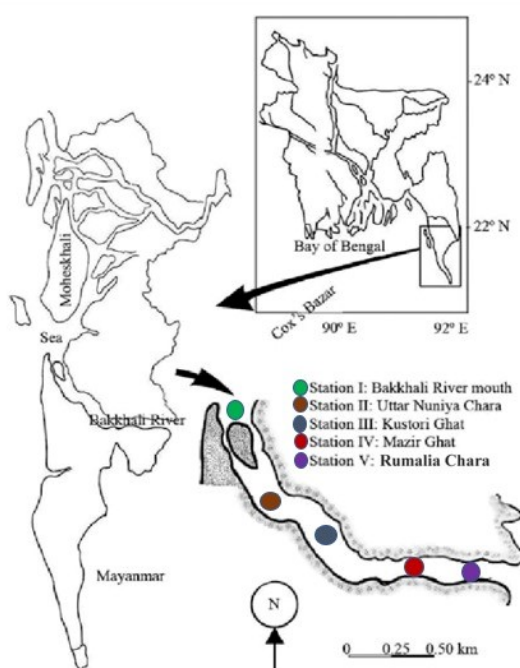 24° N
22° N
Bay of Bengal
90° E
92° E
Cox's Bazar
Moheskhali
Sea
Bakkhali River
Mayanmar
Station I: Bakkhali River mouth
Station II: Uttar Nuniya Chara
Station III: Kustori Ghat
Station IV: Mazir Ghat
Station V: Rumalia Chara
N
0 0.25 0.50 km